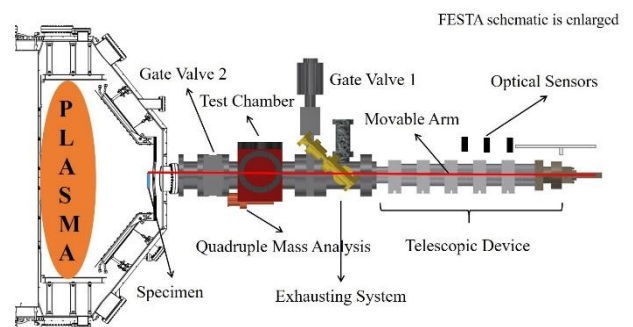 FESTA schematic is enlarged
Gate Valve 2
Gate Valve 1
Test Chamber
Optical Sensors
Movable Arm
PLASMA
Quadruple Mass Analysis
Telescopic Device
Specimen
Exhausting System